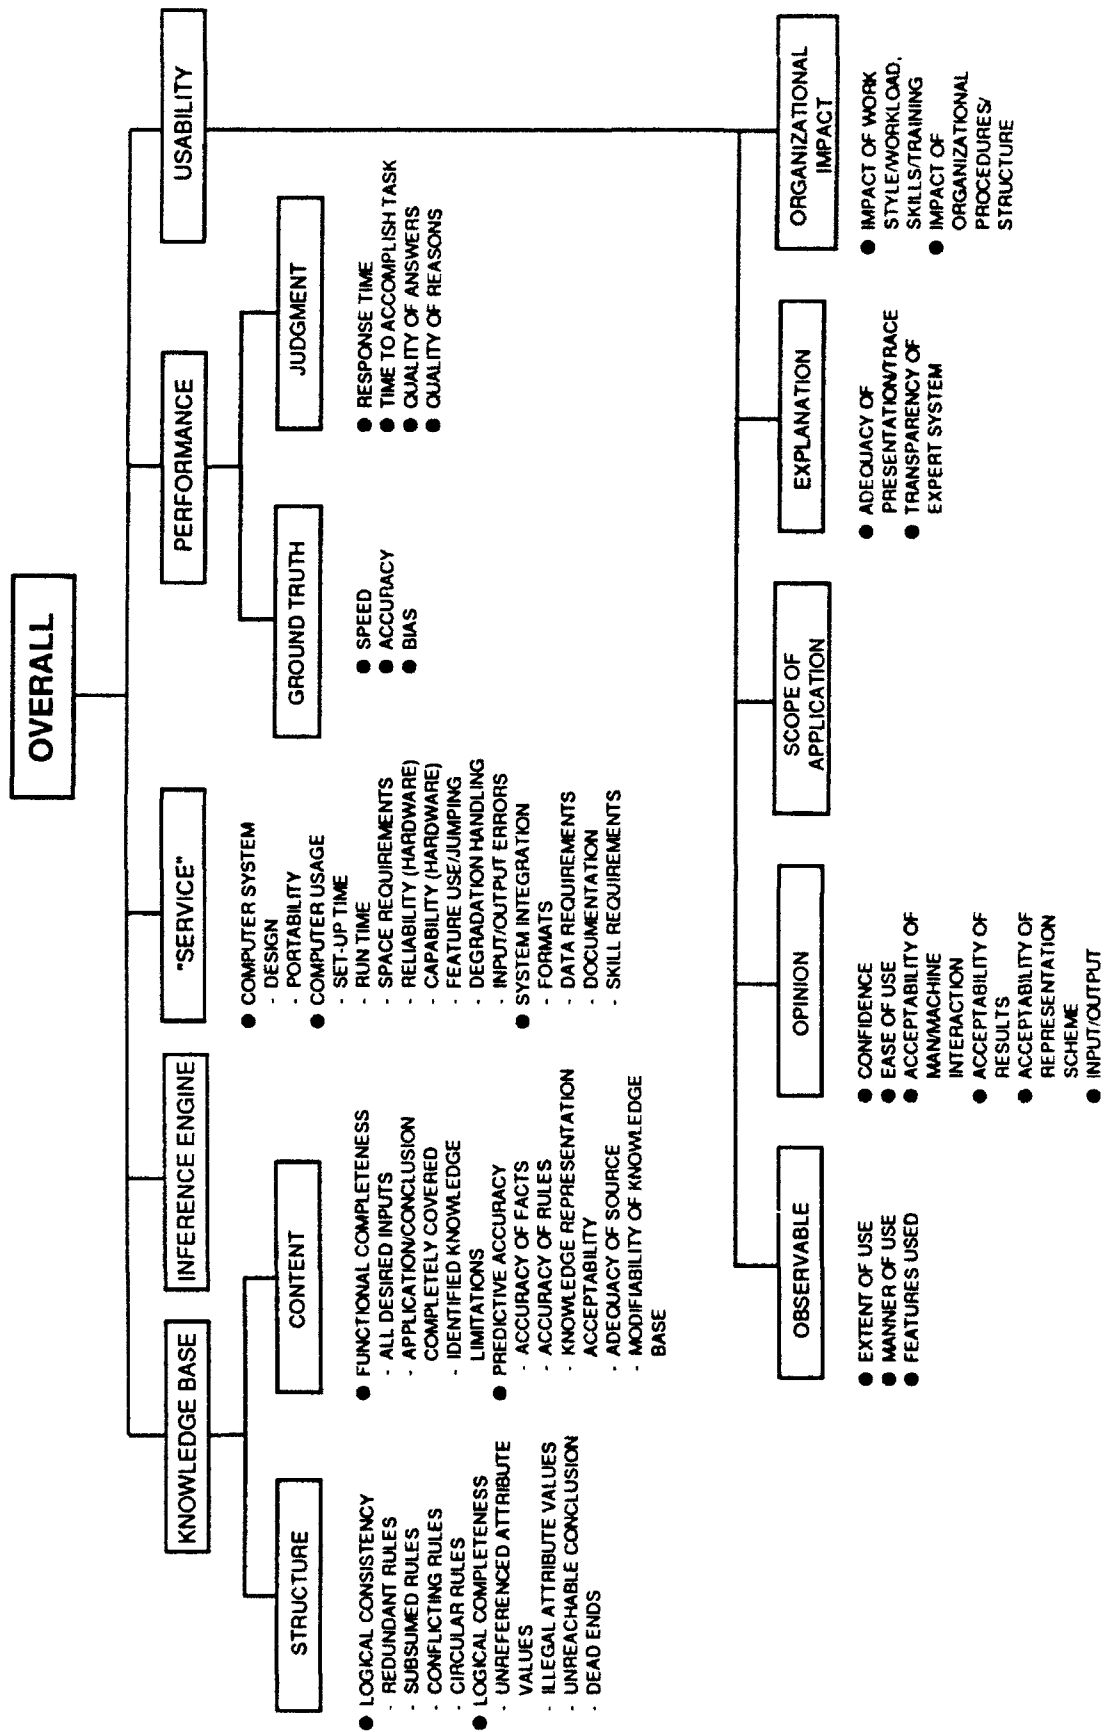 OVERALL
KNOWLEDGE BASE
INFERENCE ENGINE
"SERVICE"
PERFORMANCE
USABILITY
STRUCTURE
● LOGICAL CONSISTENCY
- REDUNDANT RULES
- SUBSUMED RULES
- CONFLICTING RULES
- CIRCULAR RULES
● LOGICAL COMPLETENESS
- UNREFERENCED ATTRIBUTE
VALUES
- ILLEGAL ATTRIBUTE VALUES
- UNREACHABLE CONCLUSION
- DEAD ENDS
CONTENT
● FUNCTIONAL COMPLETENESS
- ALL DESIRED INPUTS
- APPLICATION/CONCLUSION
COMPLETELY COVERED
- IDENTIFIED KNOWLEDGE
LIMITATIONS
● PREDICTIVE ACCURACY
- ACCURACY OF FACTS
- ACCURACY OF RULES
- KNOWLEDGE REPRESENTATION
ACCEPTABILITY
- ADEQUACY OF SOURCE
- MODIFIABILITY OF KNOWLEDGE
BASE
● COMPUTER SYSTEM
- DESIGN
- PORTABILITY
● COMPUTER USAGE
- SET-UP TIME
- RUN TIME
- SPACE REQUIREMENTS
- RELIABILITY (HARDWARE)
- CAPABILITY (HARDWARE)
- FEATURE USE/JUMPING
- DEGRADATION HANDLING
- INPUT/OUTPUT ERRORS
● SYSTEM INTEGRATION
- FORMATS
- DATA REQUIREMENTS
- DOCUMENTATION
- SKILL REQUIREMENTS
GROUND TRUTH
● SPEED
● ACCURACY
● BIAS
JUDGMENT
● RESPONSE TIME
● TIME TO ACCOMPLISH TASK
● QUALITY OF ANSWERS
● QUALITY OF REASONS
OBSERVABLE
● EXTENT OF USE
● MANNER OF USE
● FEATURES USED
OPINION
● CONFIDENCE
● EASE OF USE
● ACCEPTABILITY OF
MAN/MACHINE
INTERACTION
● ACCEPTABILITY OF
RESULTS
● ACCEPTABILITY OF
REPRESENTATION
SCHEME
● INPUT/OUTPUT
SCOPE OF
APPLICATION
EXPLANATION
● ADEQUACY OF
PRESENTATION/TRACE
● TRANSPARENCY OF
EXPERT SYSTEM
ORGANIZATIONAL
IMPACT
● IMPACT OF WORK
STYLE/WORKLOAD,
SKILLS/TRAINING
● IMPACT OF
ORGANIZATIONAL
PROCEDURES/
STRUCTURE